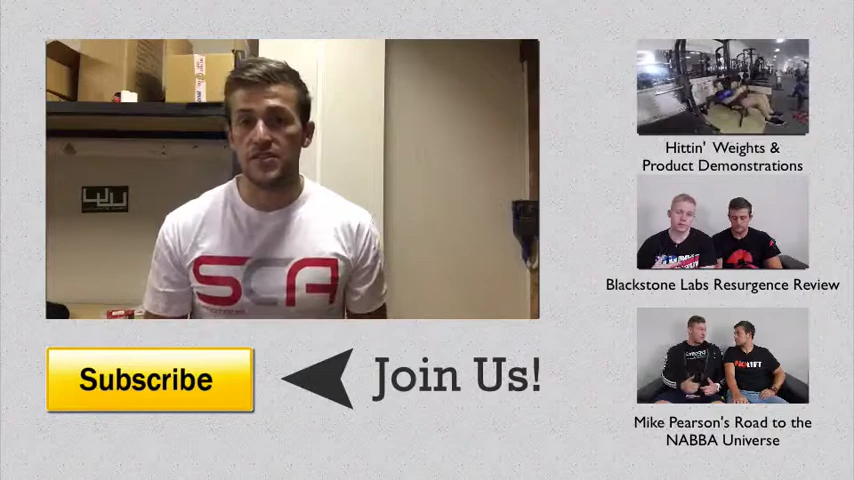 SCA
Subscribe
Join Us!
Hittin' Weights &
Product Demonstrations
Blackstone Labs Resurgence Review
Mike Pearson's Road to the
NABBA Universe